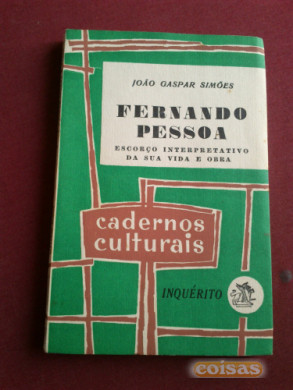 JOÃO GASPAR SIMÕES
FERNANDO
PESSOA
ESCORÇO INTERPRETATIVO
DA SUA VIDA E OBRA
cadernos
culturais
INQUÉRITO
coisas